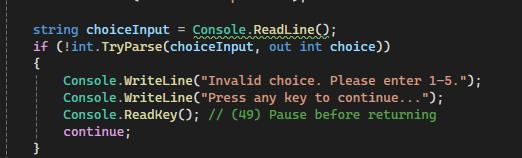 string choiceInput = Console.ReadLine();
if (!int.TryParse(choiceInput, out int choice))
{
Console.WriteLine("Invalid choice. Please enter 1-5.");
Console.WriteLine("Press any key to continue...");
Console.ReadKey(); // (49) Pause before returning
continue;
}